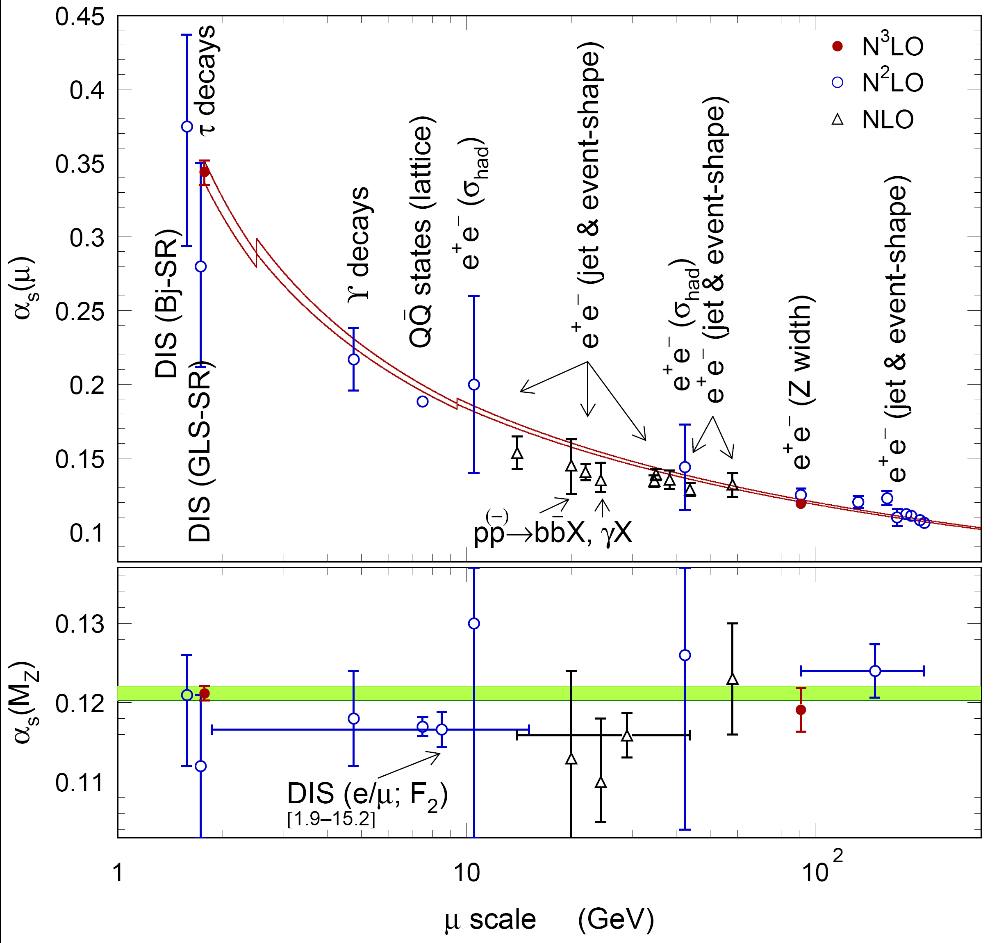 0.45
0.4
0.35
0.3
0.25
0.2
0.15
0.1
αs(μ)
N³LO
N²LO
NLO
DIS (Bj-SR)
DIS (GLS-SR)
τ decays
ϒ decays
QQ̄ states (lattice)
e⁺e⁻ (σhad)
e⁺e⁻ (jet & event-shape)
e⁺e⁻ (σhad)
e⁺e⁻ (jet & event-shape)
e⁺e⁻ (Z width)
e⁺e⁻ (jet & event-shape)
(–)
pp→bb̄X, γX
0.13
0.12
0.11
αs(MZ)
DIS (e/μ; F₂)
[1.9–15.2]
1
10
10²
μ scale (GeV)